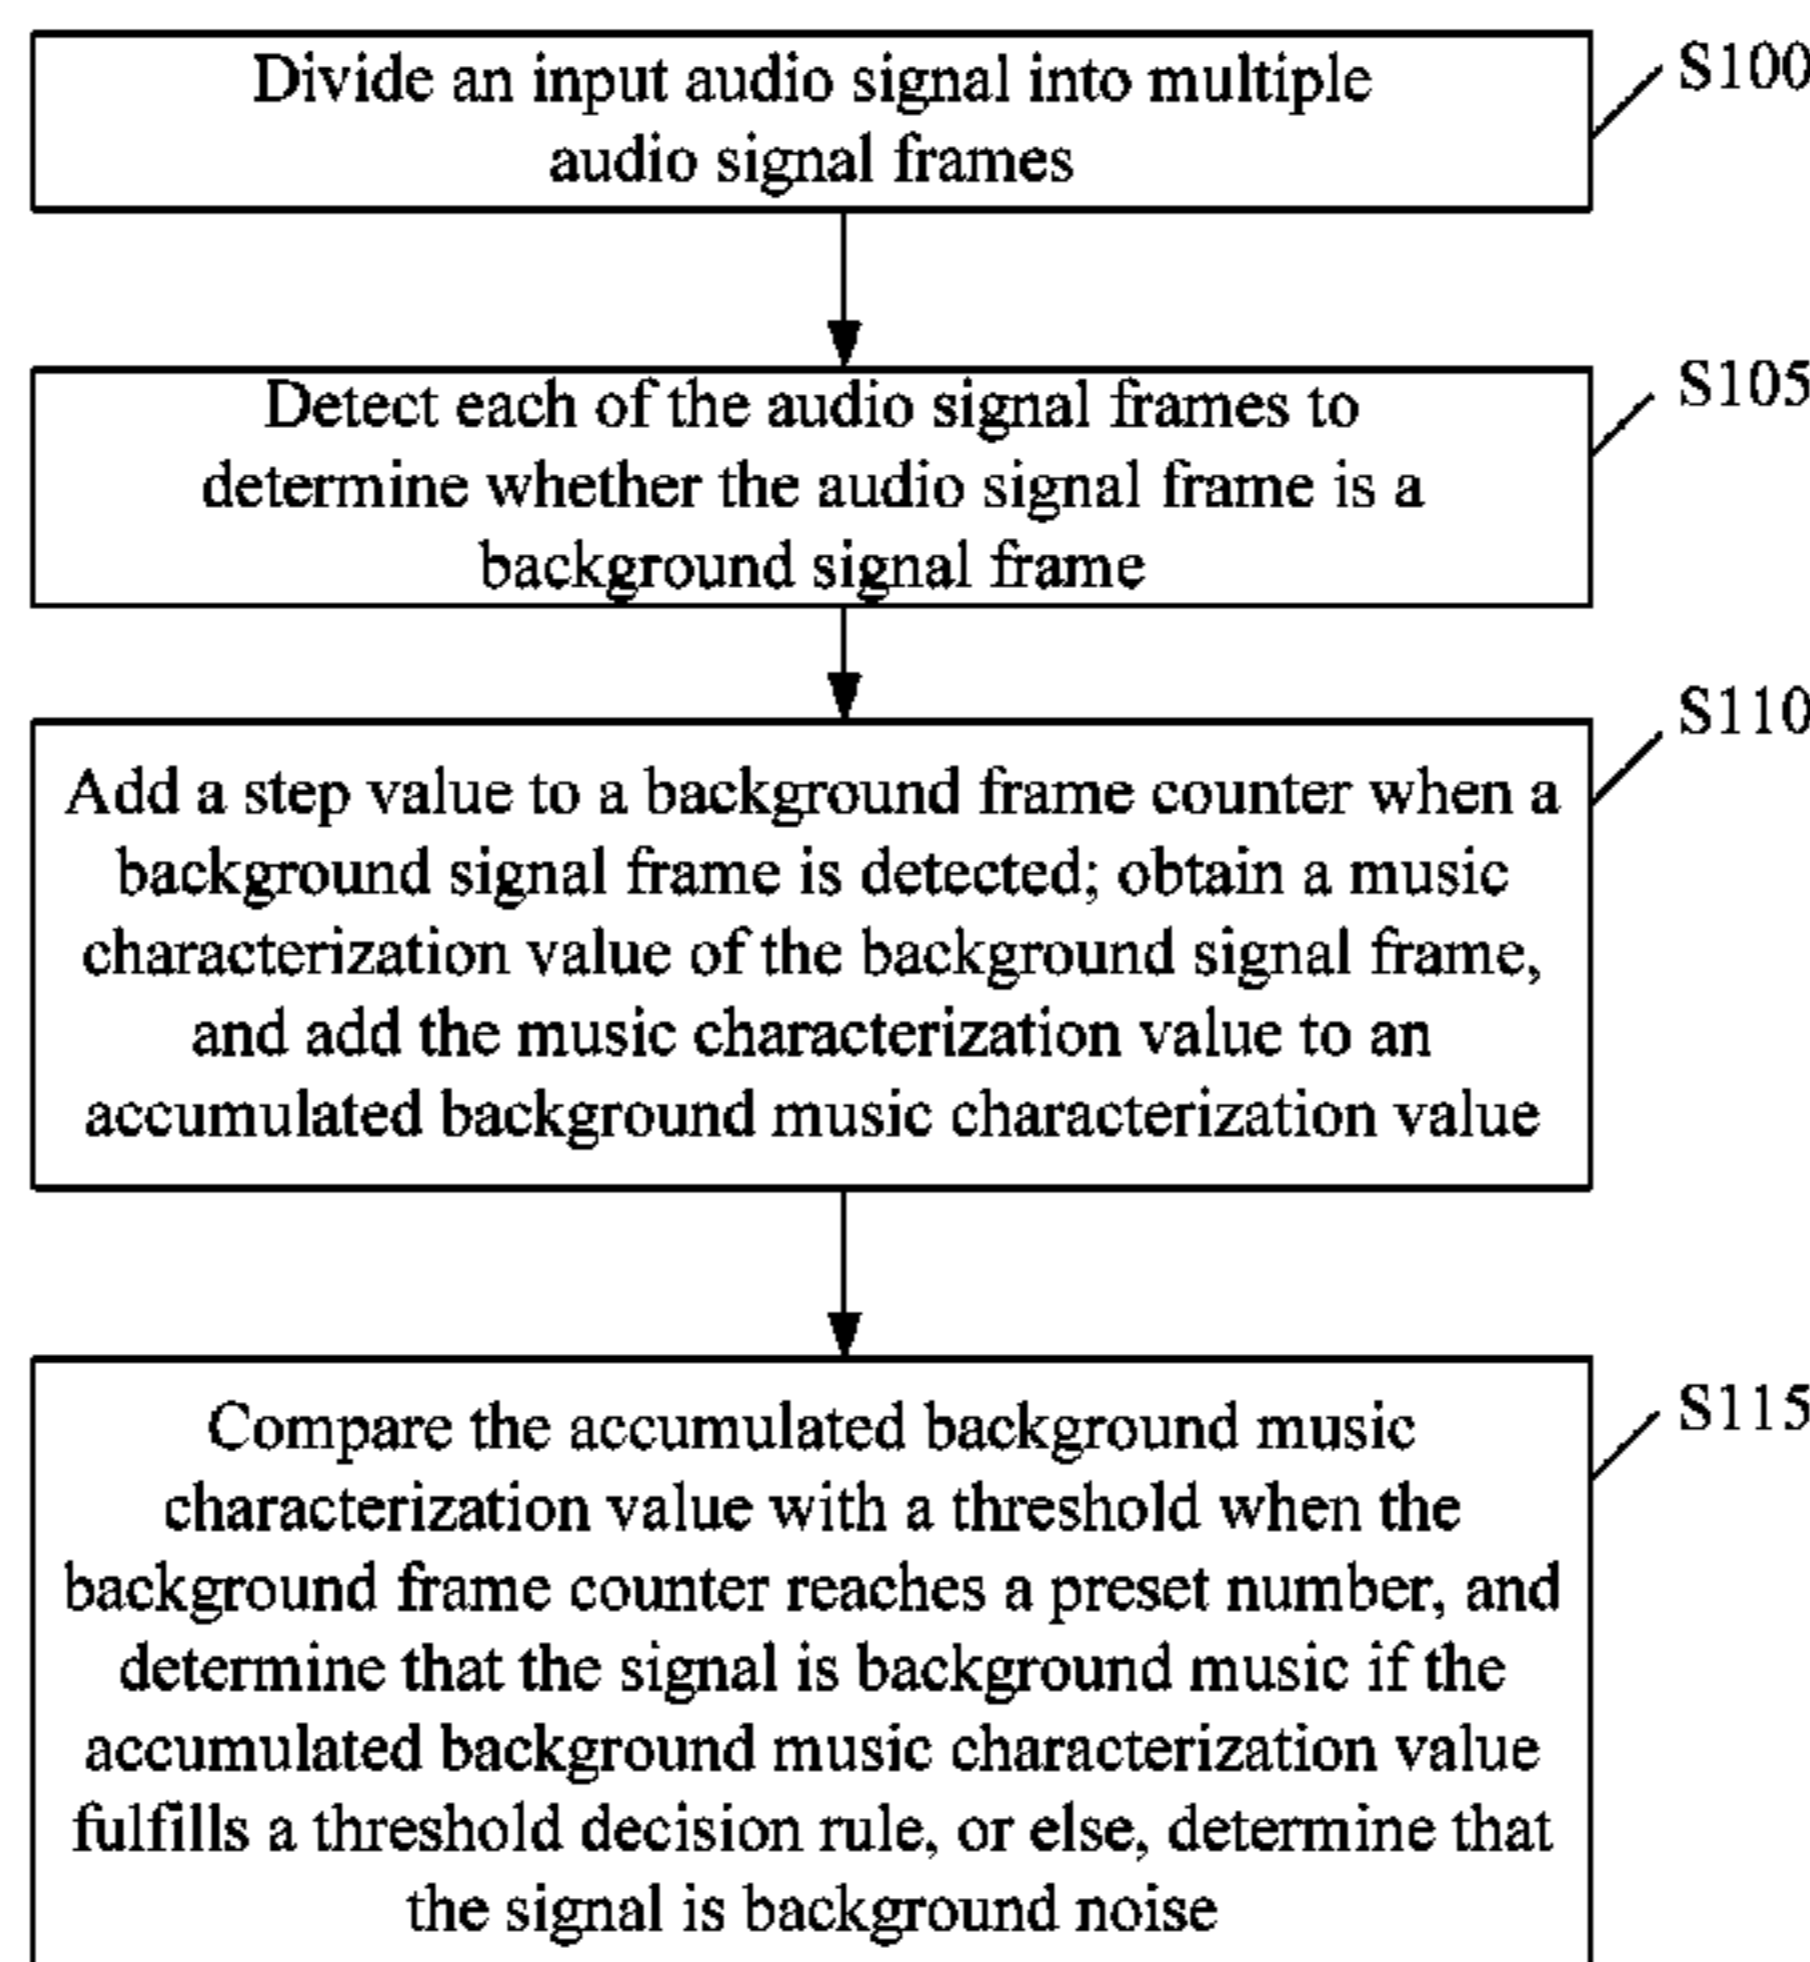 Divide an input audio signal into multiple
audio signal frames
S100
Detect each of the audio signal frames to
determine whether the audio signal frame is a
background signal frame
S105
Add a step value to a background frame counter when a
background signal frame is detected; obtain a music
characterization value of the background signal frame,
and add the music characterization value to an
accumulated background music characterization value
S110
Compare the accumulated background music
characterization value with a threshold when the
background frame counter reaches a preset number, and
determine that the signal is background music if the
accumulated background music characterization value
fulfills a threshold decision rule, or else, determine that
the signal is background noise
S115